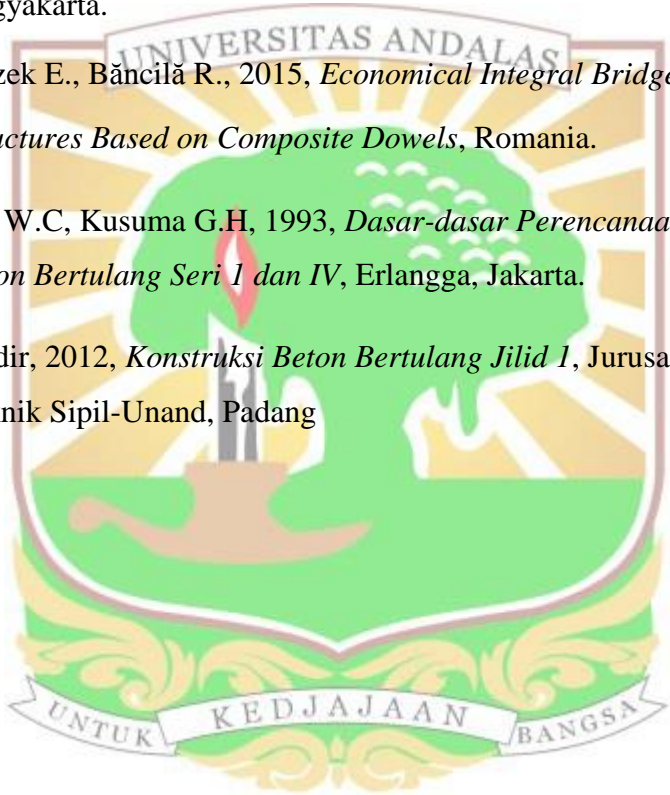 gyakarta.
UNIVERSITAS ANDALAS
zek E., Băncilă R., 2015, Economical Integral Bridge
uctures Based on Composite Dowels, Romania.
W.C, Kusuma G.H, 1993, Dasar-dasar Perencanaa
on Bertulang Seri 1 dan IV, Erlangga, Jakarta.
dir, 2012, Konstruksi Beton Bertulang Jilid 1, Jurusa
nik Sipil-Unand, Padang
UNTUK KEDJAJAAN BANGSA